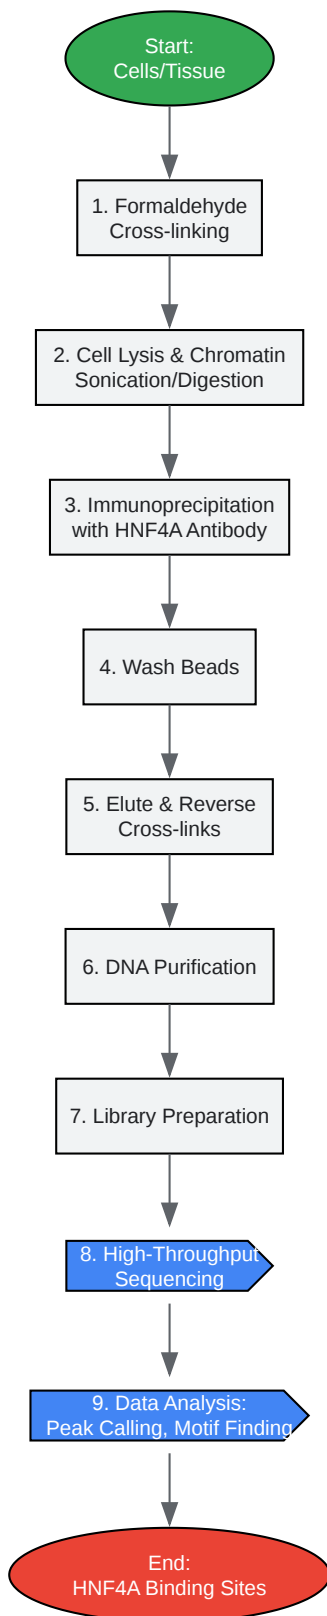 Start:
Cells/Tissue
1. Formaldehyde
Cross-linking
2. Cell Lysis & Chromatin
Sonication/Digestion
3. Immunoprecipitation
with HNF4A Antibody
4. Wash Beads
5. Elute & Reverse
Cross-links
6. DNA Purification
7. Library Preparation
8. High-Throughput
Sequencing
9. Data Analysis:
Peak Calling, Motif Finding
End:
HNF4A Binding Sites